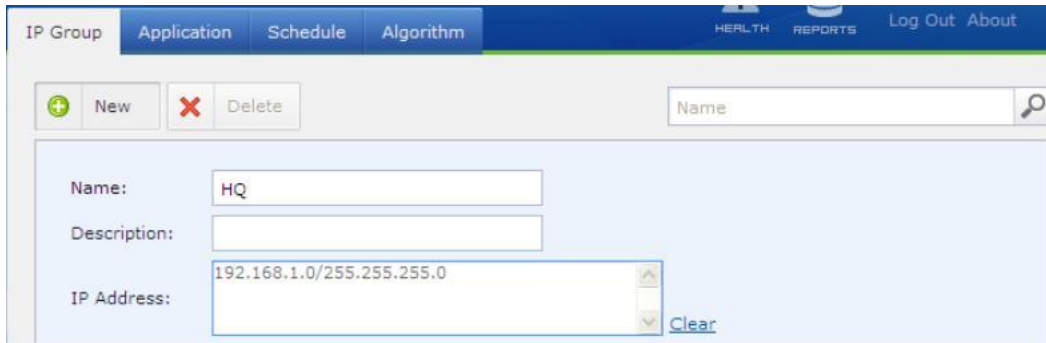 IP Group Application Schedule Algorithm HEALTH REPORTS Log Out About
New Delete Name
Name: HQ
Description:
IP Address: 192.168.1.0/255.255.255.0
Clear